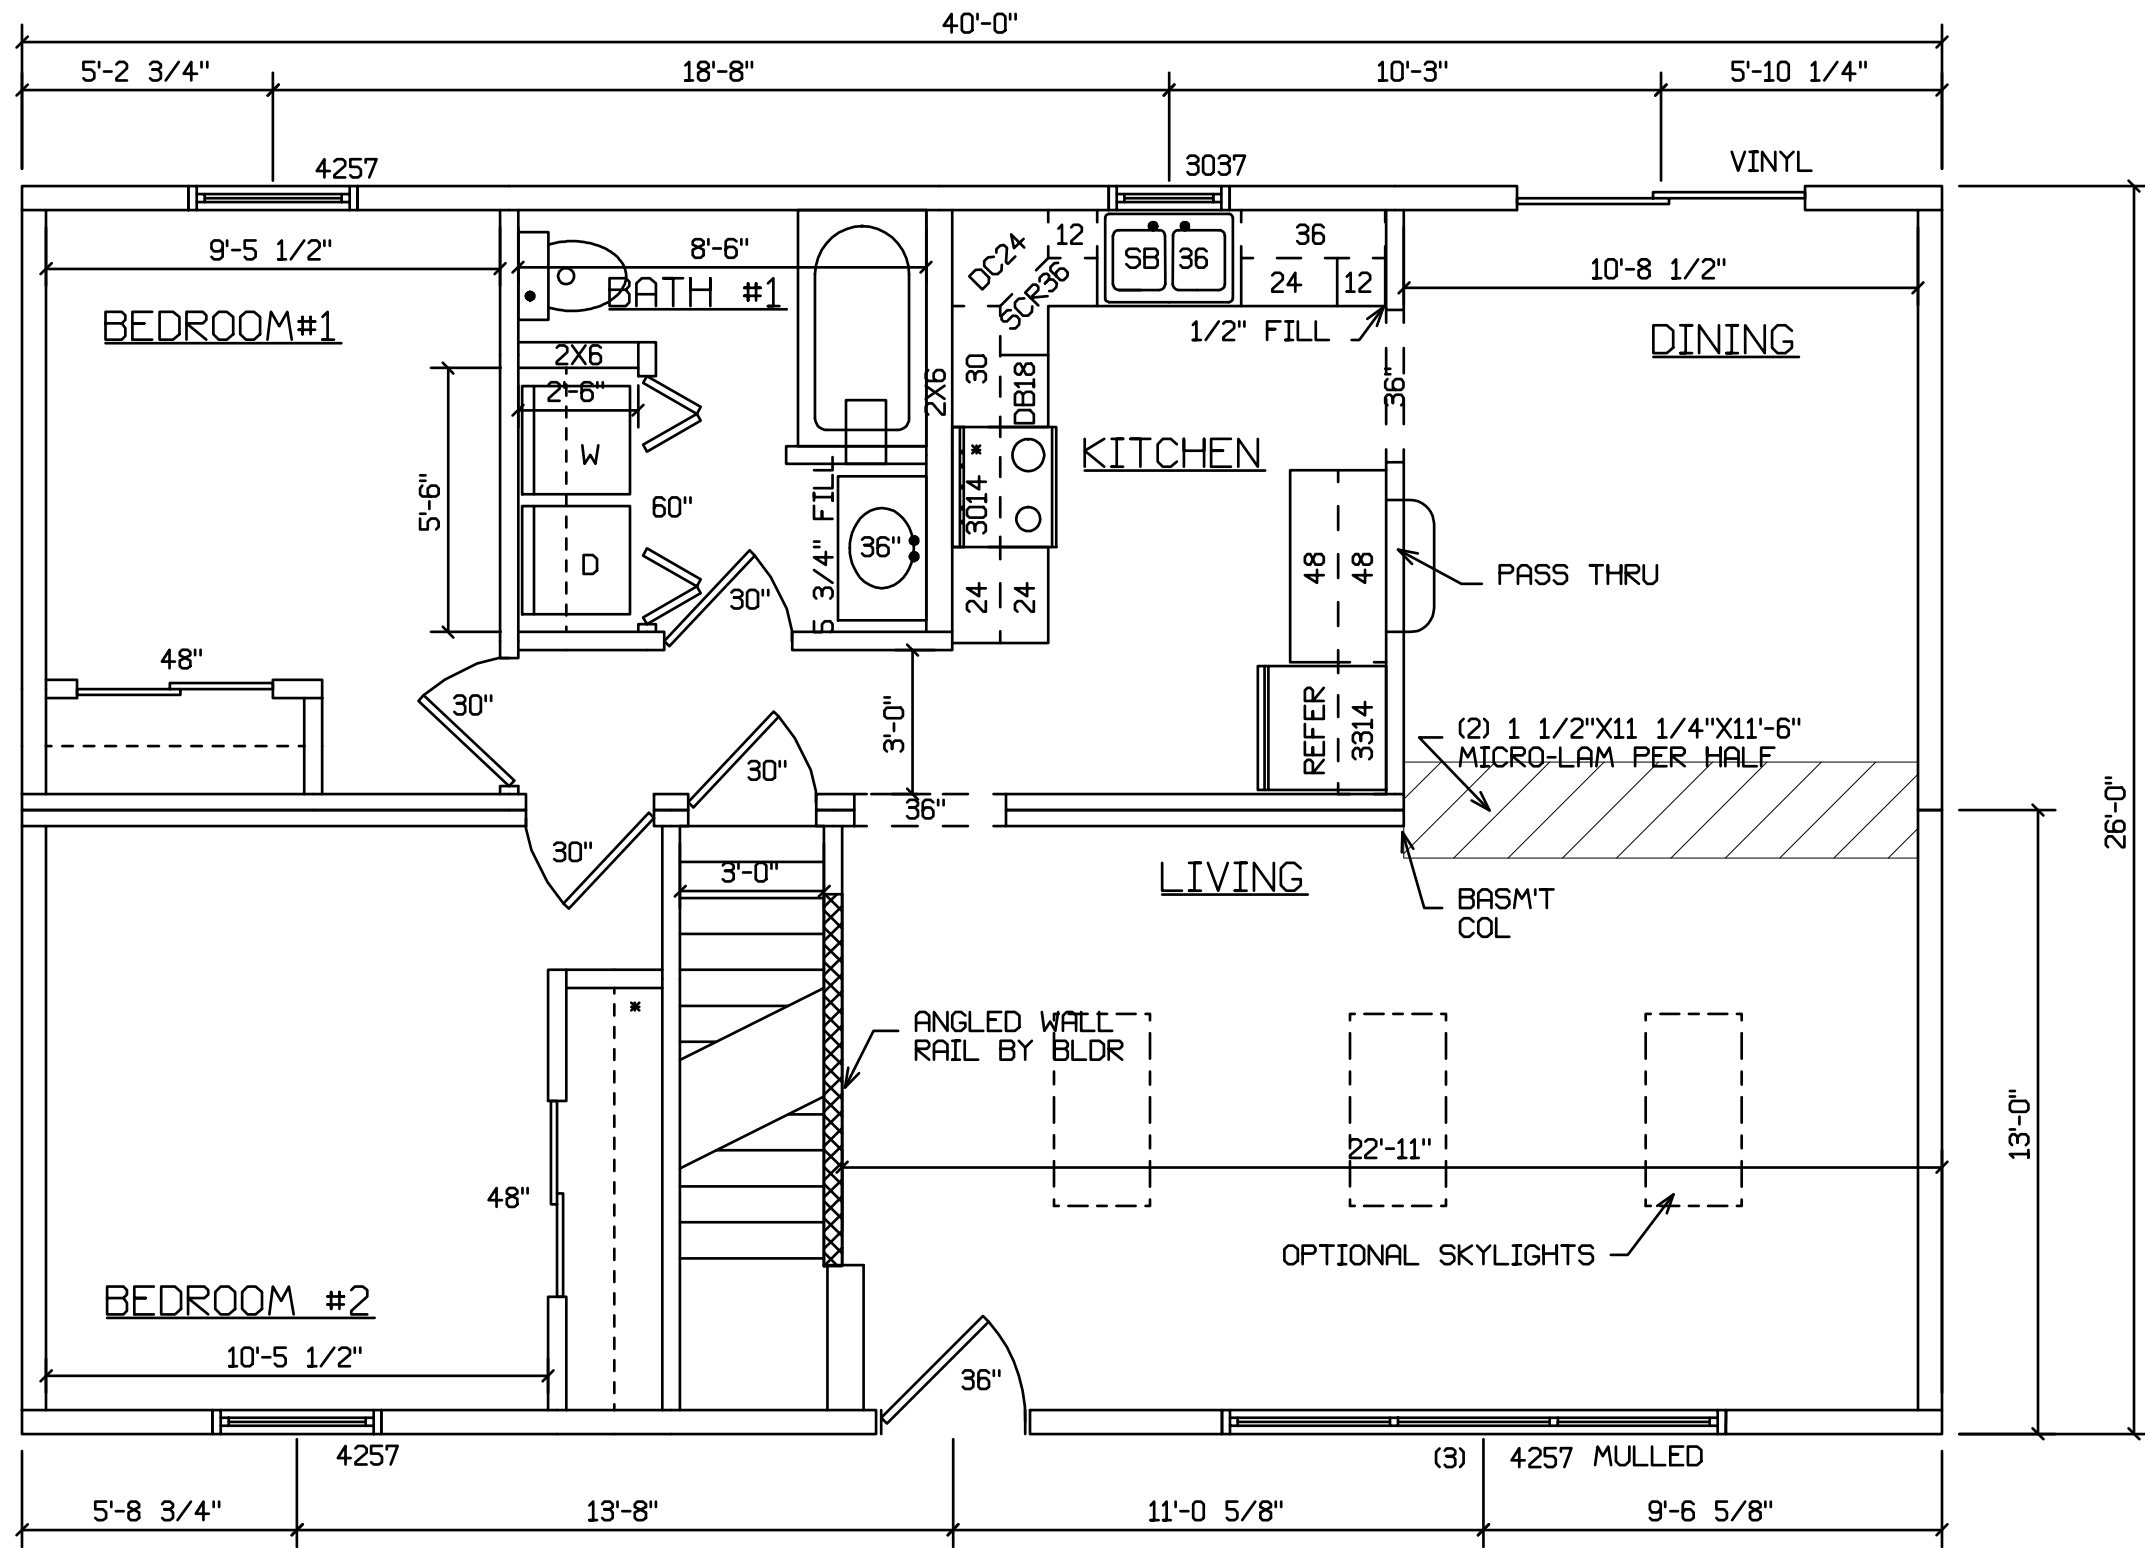 40'-0"
5'-2 3/4"
18'-8"
10'-3"
5'-10 1/4"
4257
3037
VINYL
9'-5 1/2"
8'-6"
DC24
12
SB 36
36
24
12
10'-8 1/2"
BEDROOM#1
BATH #1
SCR36
1/2" FILL
DINING
2X6
2'-6"
2X6
30
DB18
36"
W
KITCHEN
5'-6"
60"
3014
*
D
5 3/4" FILL
36"
30"
24
24
48
48
PASS THRU
48"
30"
3'-0"
REFER
3314
30"
(2) 1 1/2"X11 1/4"X11'-6"
MICRO-LAM PER HALF
36"
26'-0"
30"
3'-0"
LIVING
BASM'T
COL
*
ANGLED WALL
RAIL BY BLDR
22'-11"
13'-0"
48"
OPTIONAL SKYLIGHTS
BEDROOM #2
10'-5 1/2"
36"
4257
(3) 4257 MULLED
5'-8 3/4"
13'-8"
11'-0 5/8"
9'-6 5/8"